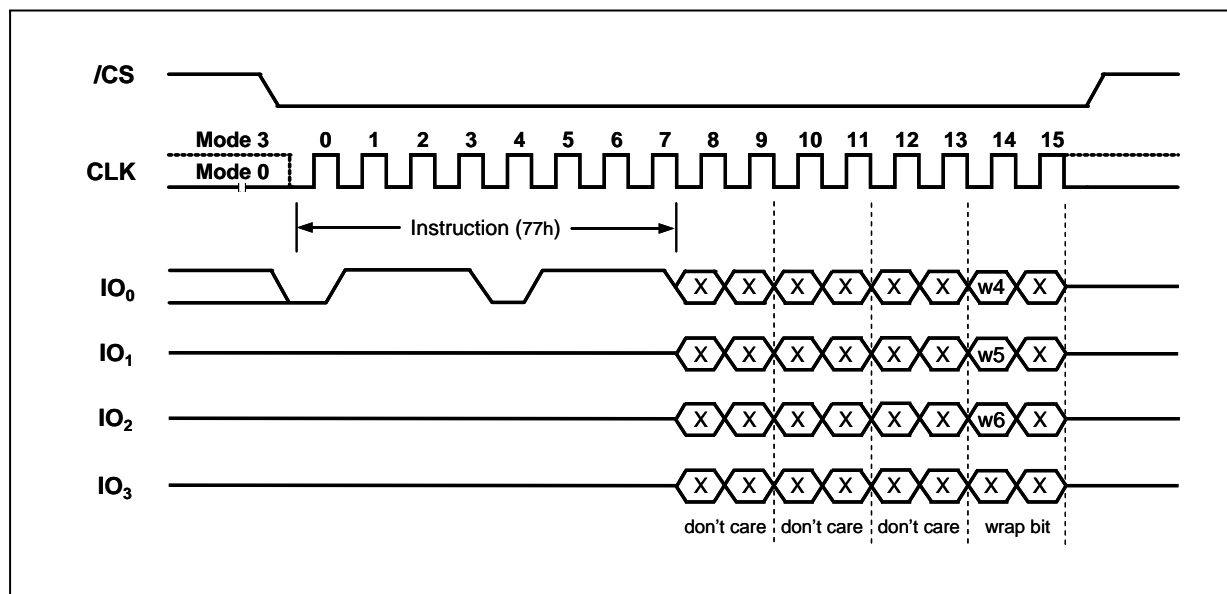 /CS
Mode 3 0 1 2 3 4 5 6 7 8 9 10 11 12 13 14 15
CLK Mode 0
Instruction (77h)
IO0 X X X X X X w4 X
IO1 X X X X X X w5 X
IO2 X X X X X X w6 X
IO3 X X X X X X X X
don't care don't care don't care wrap bit